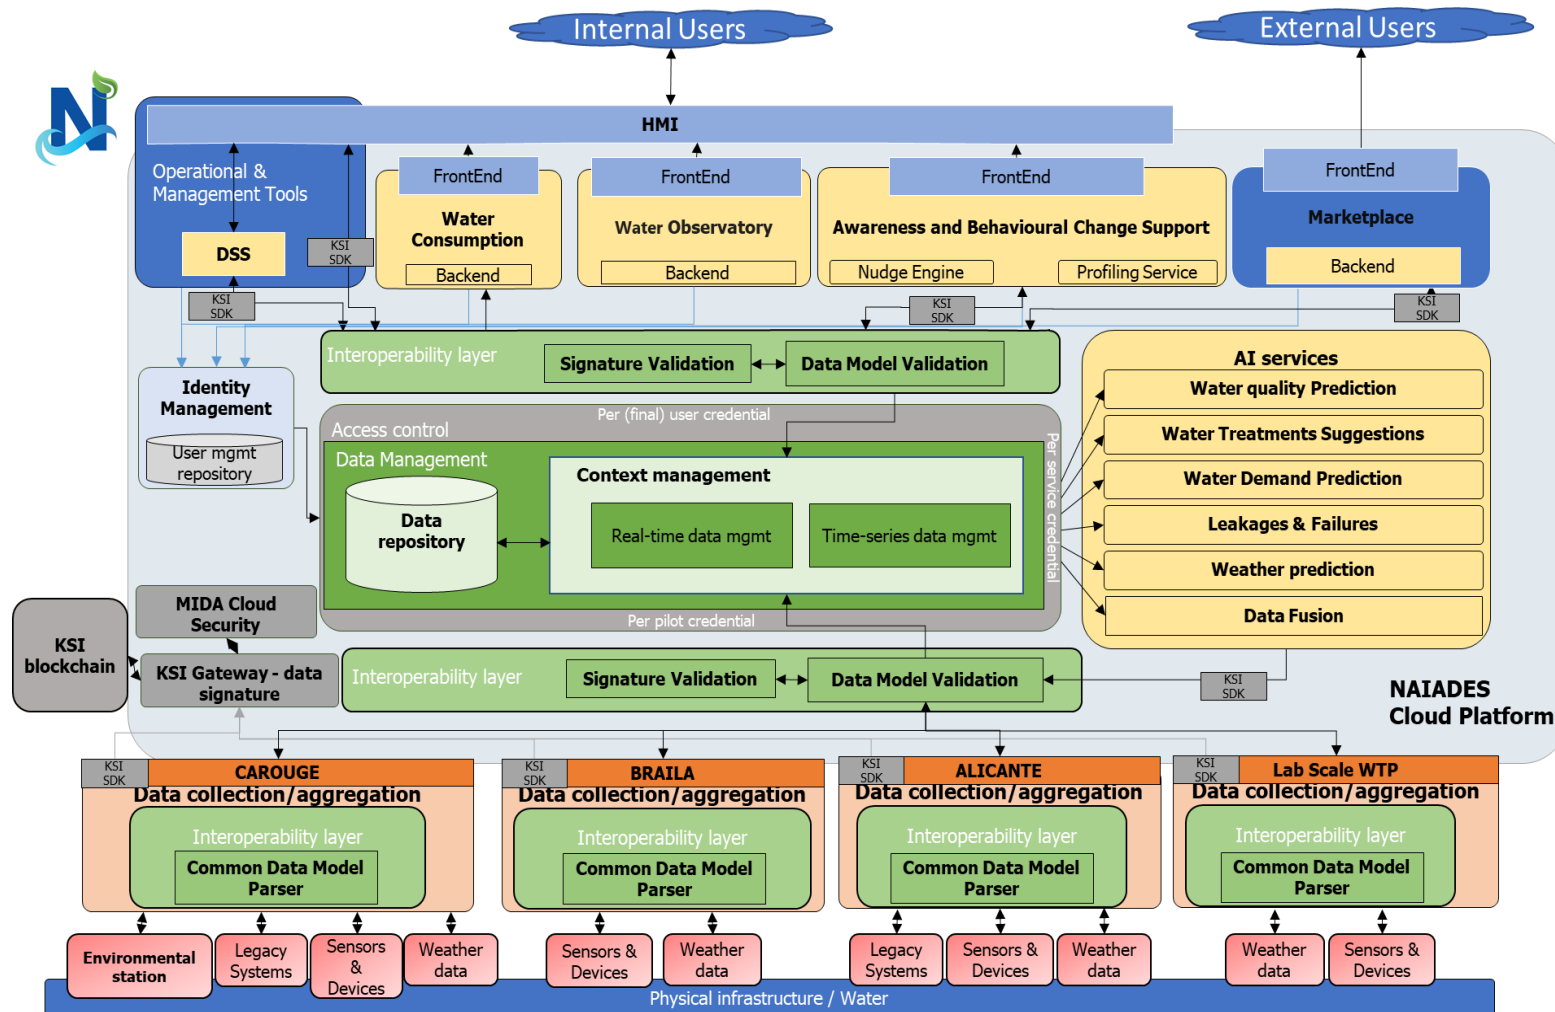 Internal Users
External Users
N
HMI
Operational &
Management Tools
DSS
KSI
SDK
KSI
SDK
FrontEnd
Water
Consumption
Backend
FrontEnd
Water Observatory
Backend
FrontEnd
Awareness and Behavioural Change Support
Nudge Engine
Profiling Service
KSI
SDK
FrontEnd
Marketplace
Backend
KSI
SDK
Interoperability layer
Signature Validation
Data Model Validation
Identity
Management
User mgmt
repository
Per (final) user credential
Access control
Data Management
Data
repository
Context management
Real-time data mgmt
Time-series data mgmt
Per service credential
Per pilot credential
AI services
Water quality Prediction
Water Treatments Suggestions
Water Demand Prediction
Leakages & Failures
Weather prediction
Data Fusion
KSI
SDK
MIDA Cloud
Security
KSI
blockchain
KSI Gateway - data
signature
Interoperability layer
Signature Validation
Data Model Validation
NAIADES
Cloud Platform
KSI
SDK
CAROUGE
Data collection/aggregation
Interoperability layer
Common Data Model
Parser
KSI
SDK
BRAILA
Data collection/aggregation
Interoperability layer
Common Data Model
Parser
KSI
SDK
ALICANTE
Data collection/aggregation
Interoperability layer
Common Data Model
Parser
KSI
SDK
Lab Scale WTP
Data collection/aggregation
Interoperability layer
Common Data Model
Parser
Environmental
station
Legacy
Systems
Sensors
&
Devices
Weather
data
Sensors &
Devices
Weather
data
Legacy
Systems
Sensors &
Devices
Weather
data
Weather
data
Sensors &
Devices
Physical infrastructure / Water